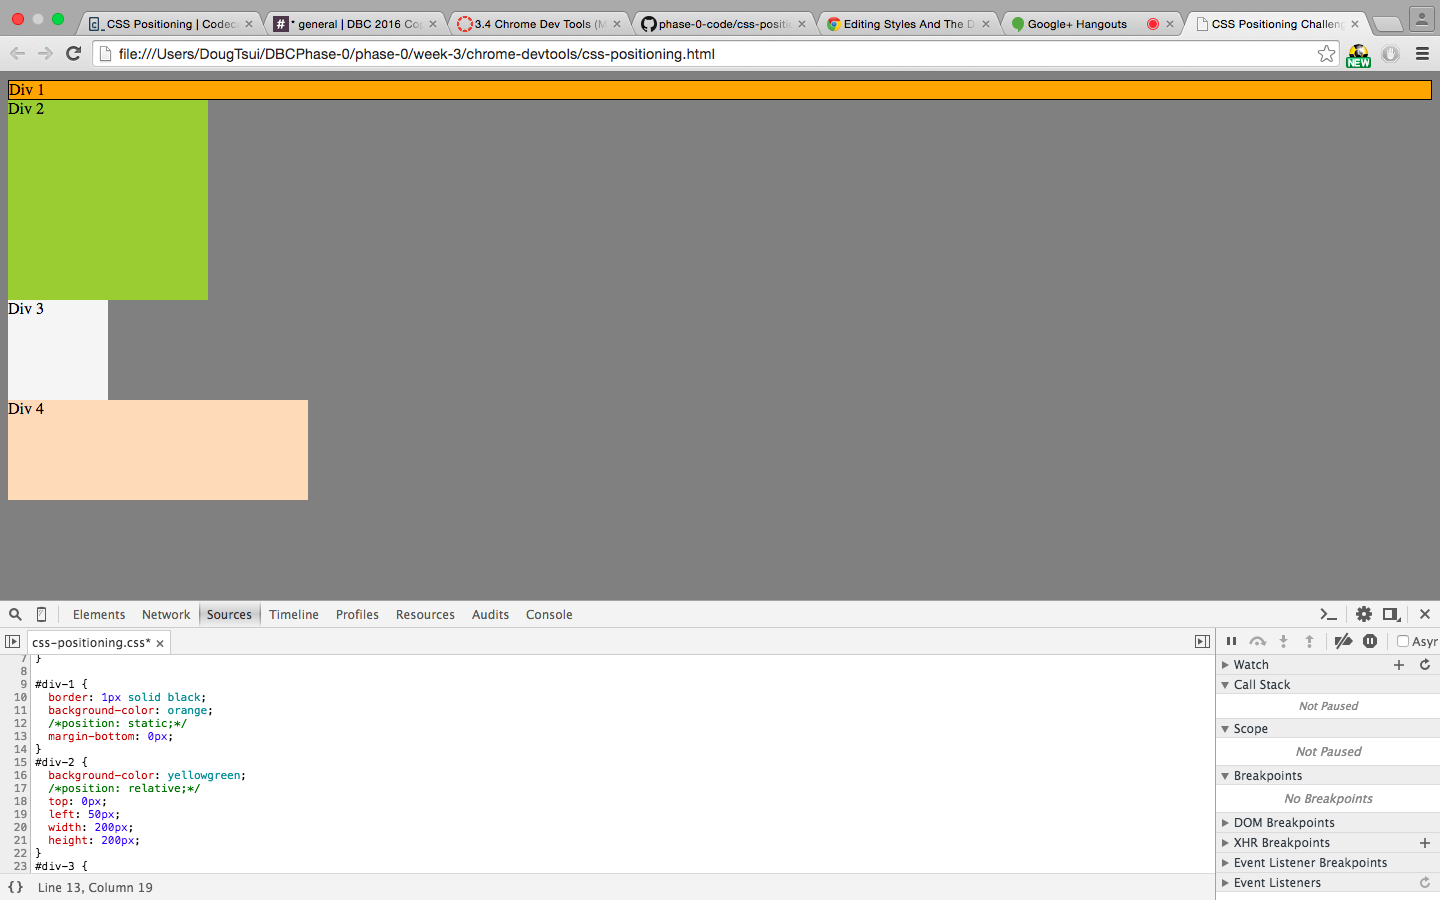 CSS Positioning | Codec
* general | DBC 2016 Co
3.4 Chrome Dev Tools (M
phase-0-code/css-positi
Editing Styles And The D
Google+ Hangouts
CSS Positioning Challeng
file:///Users/DougTsui/DBCPhase-0/phase-0/week-3/chrome-devtools/css-positioning.html
NEW
Div 1
Div 2
Div 3
Div 4
Elements Network Sources Timeline Profiles Resources Audits Console
css-positioning.css*
Asyr
7 }
8
9 #div-1 {
10 border: 1px solid black;
11 background-color: orange;
12 /*position: static;*/
13 margin-bottom: 0px;
14 }
15 #div-2 {
16 background-color: yellowgreen;
17 /*position: relative;*/
18 top: 0px;
19 left: 50px;
20 width: 200px;
21 height: 200px;
22 }
23 #div-3 {
{} Line 13, Column 19
Watch
Call Stack
Not Paused
Scope
Not Paused
Breakpoints
No Breakpoints
DOM Breakpoints
XHR Breakpoints
Event Listener Breakpoints
Event Listeners